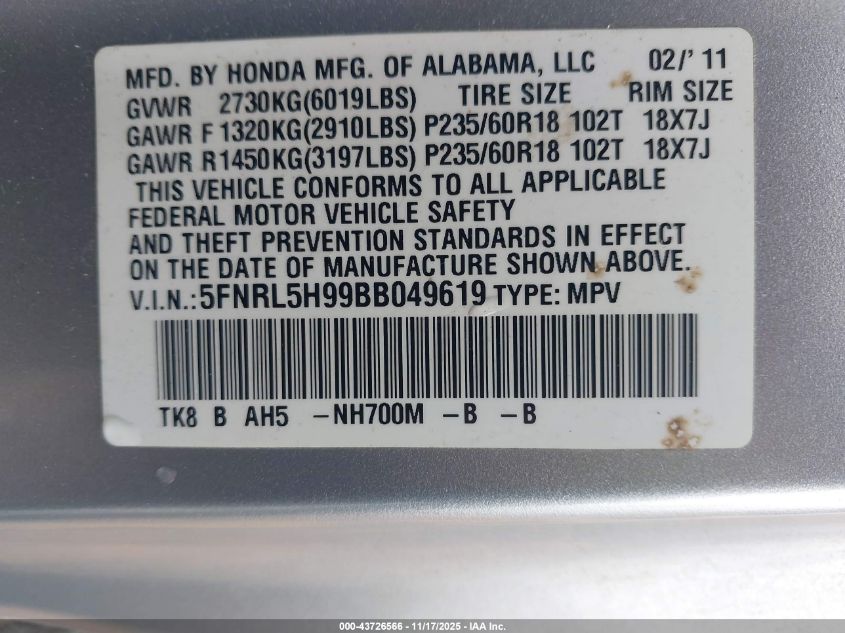 MFD. BY HONDA MFG. OF ALABAMA, LLC 02/' 11
GVWR 2730KG(6019LBS) TIRE SIZE RIM SIZE
GAWR F 1320KG(2910LBS) P235/60R18 102T 18X7J
GAWR R1450KG(3197LBS) P235/60R18 102T 18X7J
THIS VEHICLE CONFORMS TO ALL APPLICABLE
FEDERAL MOTOR VEHICLE SAFETY
AND THEFT PREVENTION STANDARDS IN EFFECT
ON THE DATE OF MANUFACTURE SHOWN ABOVE.
V.I.N.: 5FNRL5H99BB049619 TYPE: MPV
TK8 B AH5 -NH700M -B -B
000-43726566 - 11/17/2025 - IAA Inc.